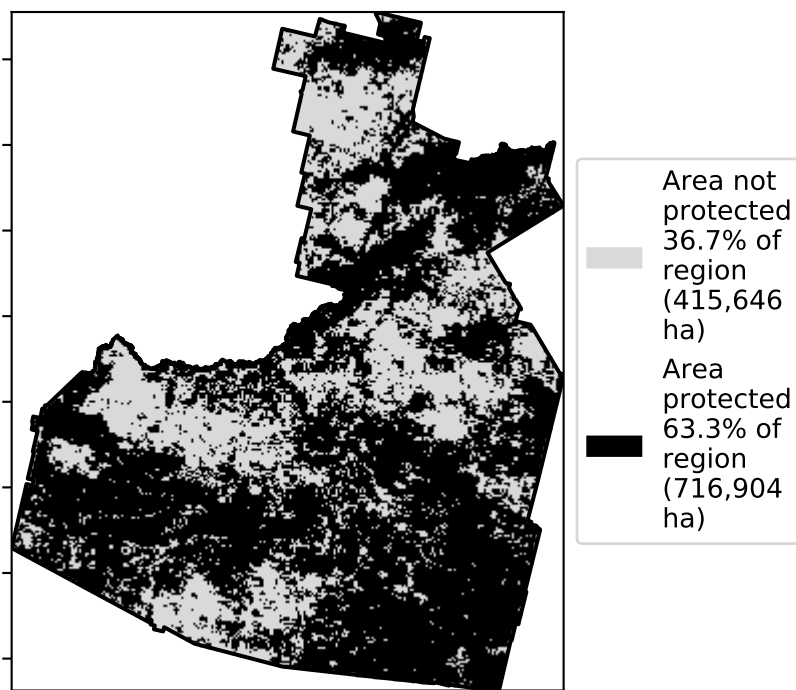 Area not
protected
36.7% of
region
(415,646
ha)
Area
protected
63.3% of
region
(716,904
ha)